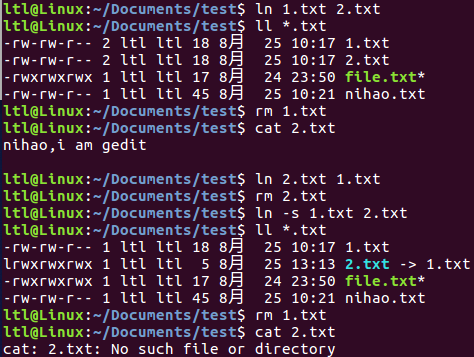 ltl@Linux:~/Documents/test$ ln 1.txt 2.txt
ltl@Linux:~/Documents/test$ ll *.txt
-rw-rw-r-- 2 ltl ltl 18 8月  25 10:17 1.txt
-rw-rw-r-- 2 ltl ltl 18 8月  25 10:17 2.txt
-rwxrwxrwx 1 ltl ltl 17 8月  24 23:50 file.txt*
-rw-rw-r-- 1 ltl ltl 45 8月  25 10:21 nihao.txt
ltl@Linux:~/Documents/test$ rm 1.txt
ltl@Linux:~/Documents/test$ cat 2.txt
nihao,i am gedit
ltl@Linux:~/Documents/test$ ln 2.txt 1.txt
ltl@Linux:~/Documents/test$ rm 2.txt
ltl@Linux:~/Documents/test$ ln -s 1.txt 2.txt
ltl@Linux:~/Documents/test$ ll *.txt
-rw-rw-r-- 1 ltl ltl 18 8月  25 10:17 1.txt
lrwxrwxrwx 1 ltl ltl  5 8月  25 13:13 2.txt -> 1.txt
-rwxrwxrwx 1 ltl ltl 17 8月  24 23:50 file.txt*
-rw-rw-r-- 1 ltl ltl 45 8月  25 10:21 nihao.txt
ltl@Linux:~/Documents/test$ rm 1.txt
ltl@Linux:~/Documents/test$ cat 2.txt
cat: 2.txt: No such file or directory